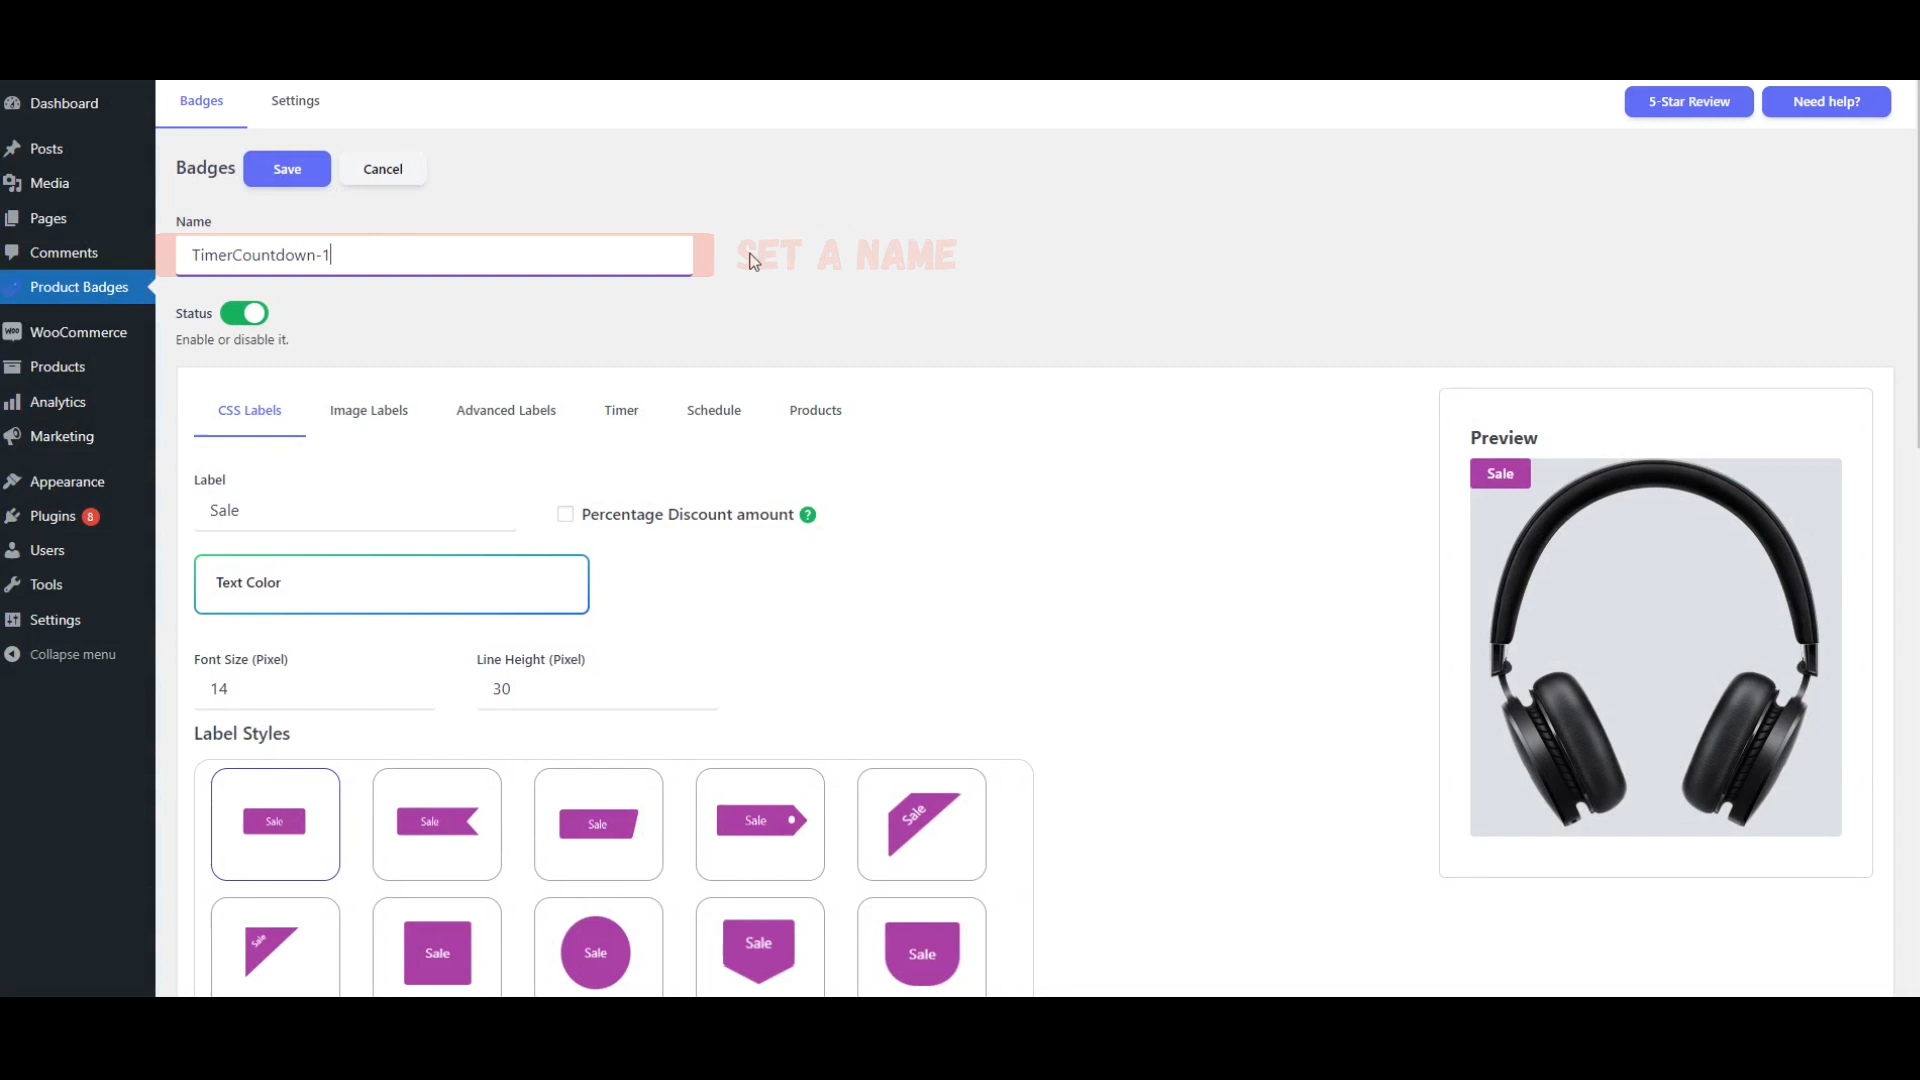 Badges
Settings
5-Star Review
Need help?
Dashboard
Posts
Media
Pages
Comments
Product Badges
WOO
WooCommerce
Products
Analytics
Marketing
Appearance
Plugins 8
Users
Tools
Settings
Collapse menu
Badges
Save
Cancel
Name
TimerCountdown-1
SET A NAME
Status
Enable or disable it.
CSS Labels
Image Labels
Advanced Labels
Timer
Schedule
Products
Label
Sale
Percentage Discount amount ?
Text Color
Font Size (Pixel)
14
Line Height (Pixel)
30
Label Styles
Sale
Sale
Sale
Sale
Sale
Sale
Sale
Sale
Sale
Sale
Preview
Sale